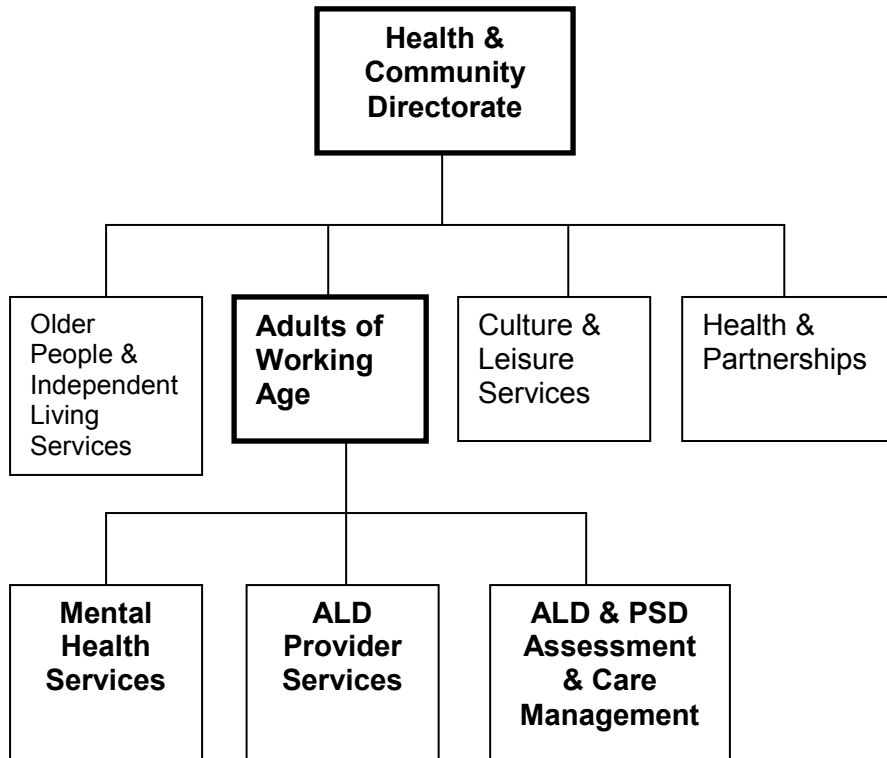 Health &
Community
Directorate
Older
People &
Independent
Living
Services
Adults of
Working
Age
Culture &
Leisure
Services
Health &
Partnerships
Mental
Health
Services
ALD
Provider
Services
ALD & PSD
Assessment
& Care
Management